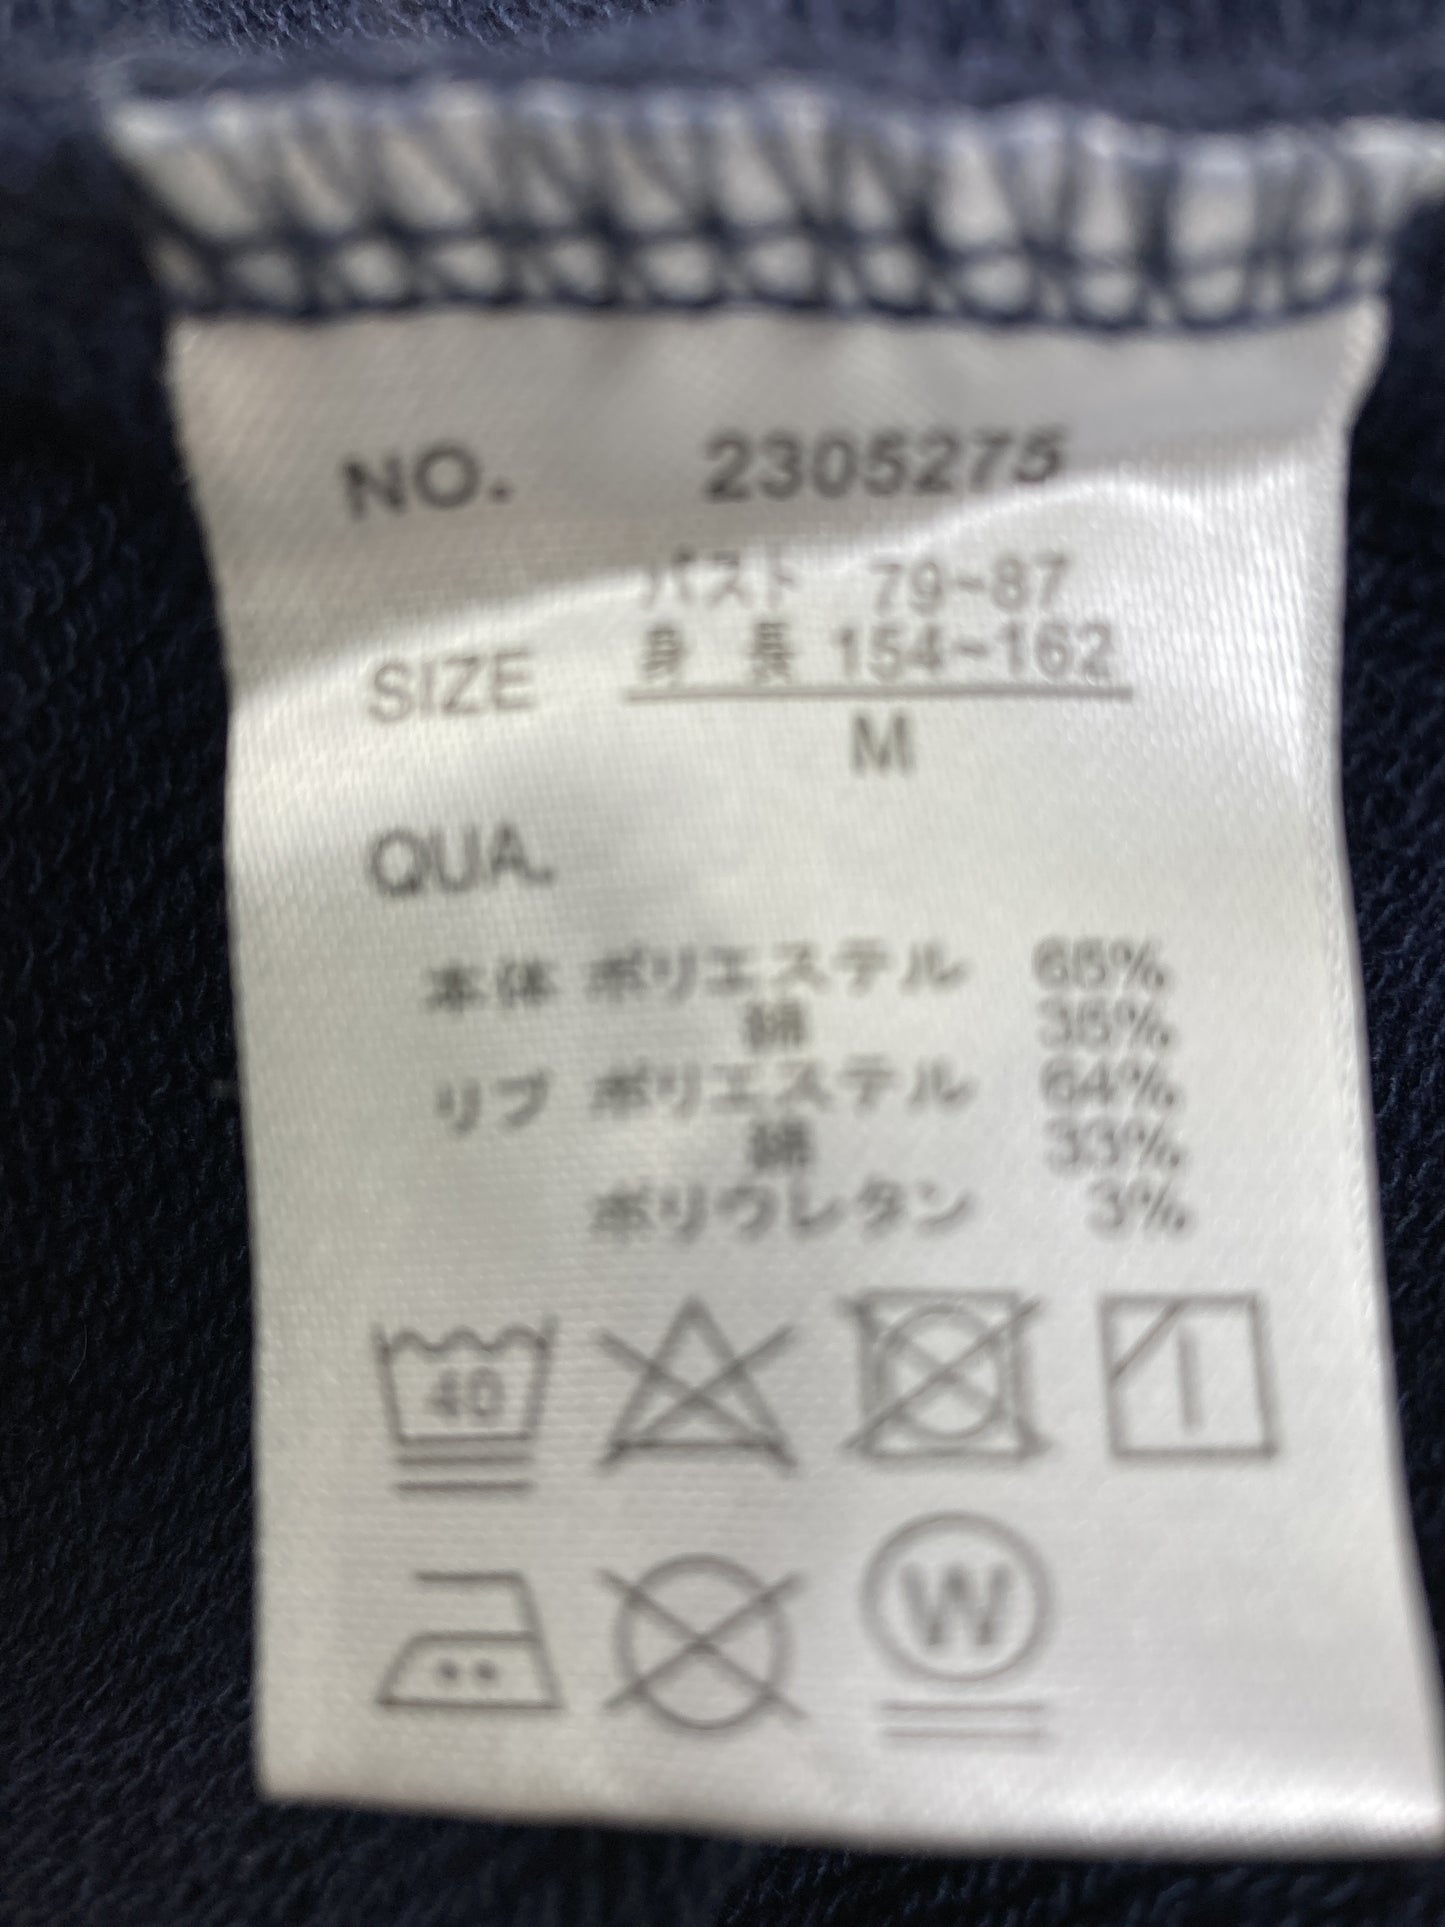 NO. 2305275
バスト 79~87
SIZE 身長 154~162
M
QUA.
本体 ポリエステル 65%
綿 35%
リブ ポリエステル 64%
綿 33%
ポリウレタン 3%
40
W